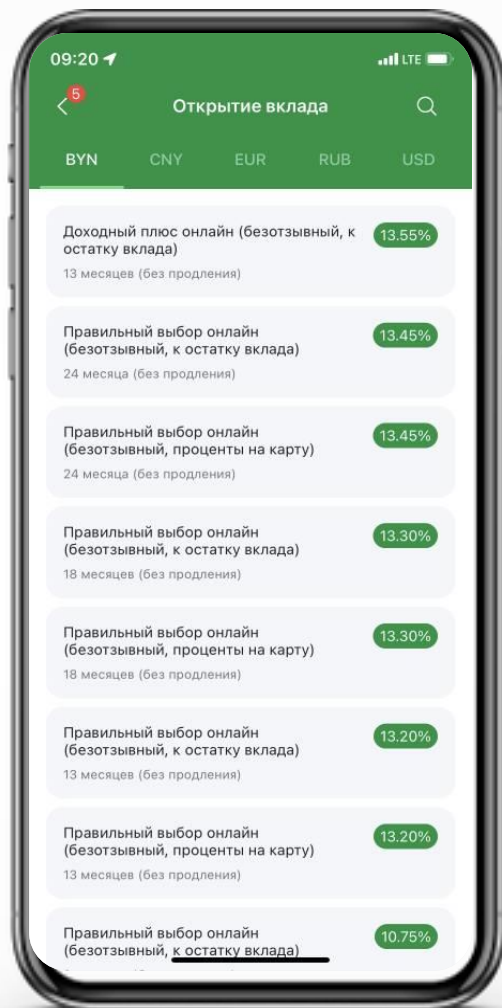 09:20
LTE
5
Открытие вклада
BYN CNY EUR RUB USD
Доходный плюс онлайн (безотзывный, к
остатку вклада)
13.55%
13 месяцев (без продления)
Правильный выбор онлайн
(безотзывный, к остатку вклада)
13.45%
24 месяца (без продления)
Правильный выбор онлайн
(безотзывный, проценты на карту)
13.45%
24 месяца (без продления)
Правильный выбор онлайн
(безотзывный, к остатку вклада)
13.30%
18 месяцев (без продления)
Правильный выбор онлайн
(безотзывный, проценты на карту)
13.30%
18 месяцев (без продления)
Правильный выбор онлайн
(безотзывный, к остатку вклада)
13.20%
13 месяцев (без продления)
Правильный выбор онлайн
(безотзывный, проценты на карту)
13.20%
13 месяцев (без продления)
Правильный выбор онлайн
(безотзывный, к остатку вклада)
10.75%